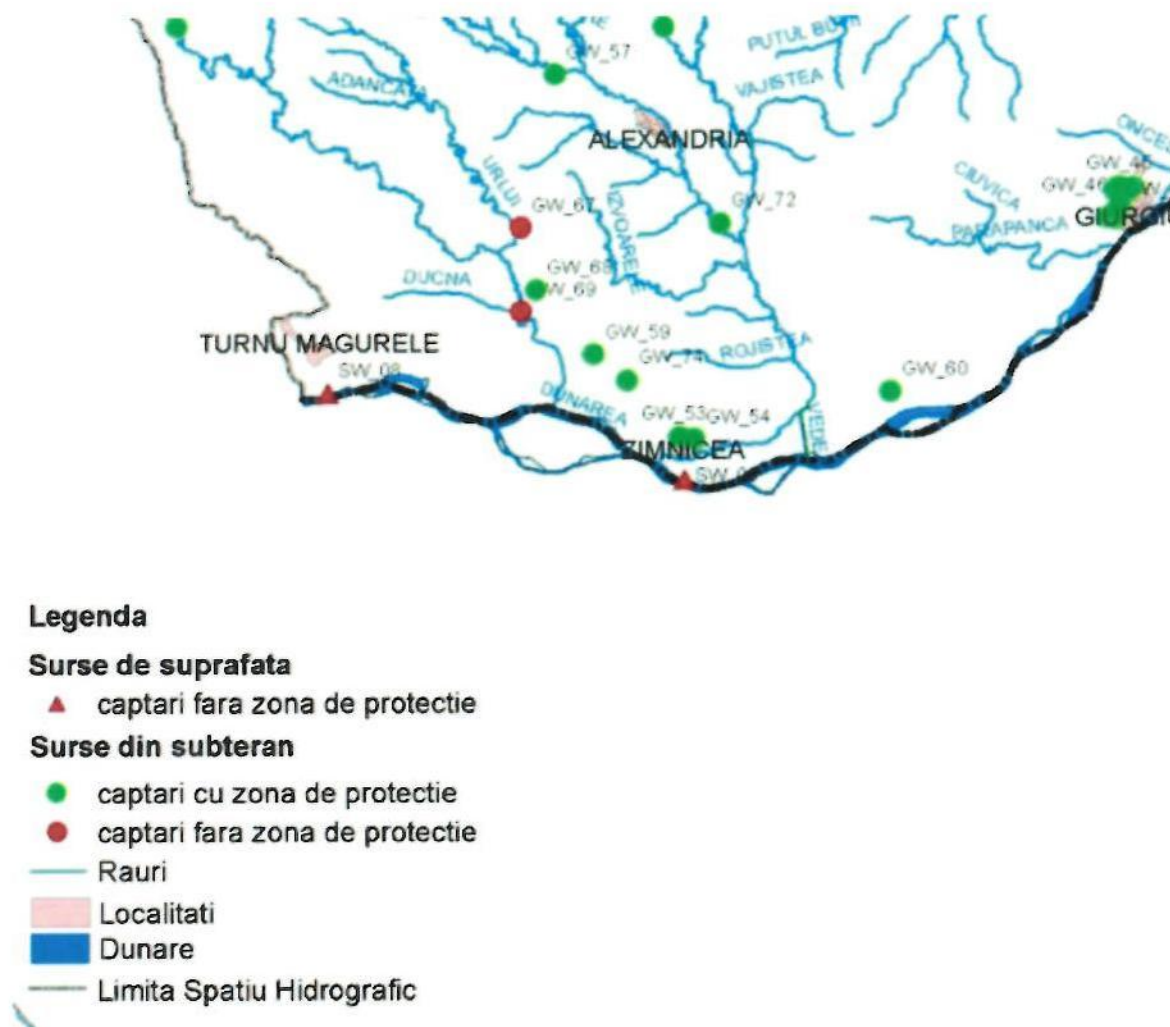 GW_57
PUTUL
ADANCATA
VAJISTEA
ALEXANDRIA
URLUI
GW_67
IZVOARELE
GW_72
CIUVICA
GW_46
PARAPANCA
DUCNA
GW_68
GW_59
TURNU MAGURELE
GW_74
ROJISTEA
SW_08
DUNAREA
GW_60
GW_53
GW_54
VEDE
ZIMNICEA
Legenda
Surse de suprafata
captari fara zona de protectie
Surse din subteran
captari cu zona de protectie
captari fara zona de protectie
Rauri
Localitati
Dunare
Limita Spatiu Hidrografic